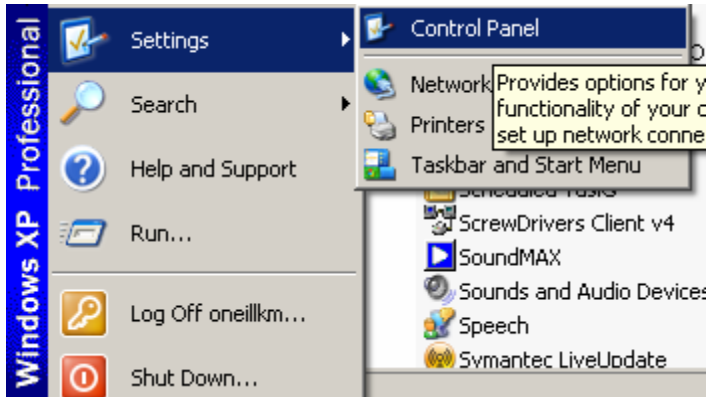 Windows XP Professional
Settings
Search
Help and Support
Run...
Log Off oneillkm...
Shut Down...
Control Panel
Network
Printers
Taskbar and Start Menu
Provides options for y
functionality of your c
set up network conne
Scheduled Tasks
ScrewDrivers Client v4
SoundMAX
Sounds and Audio Devices
Speech
Symantec LiveUpdate